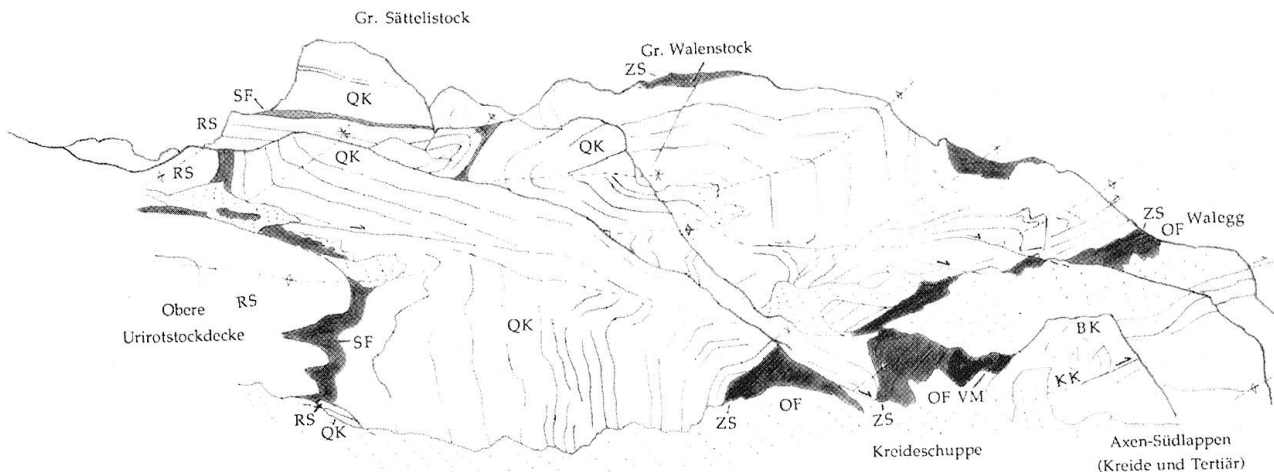 Gr. Sättelistock
Gr. Walenstock
ZS
SF
QK
RS
QK
QK
RS
ZS
OF
Walegg
RS
Obere
Urirotstockdecke
QK
SF
BK
KK
RS
QK
ZS
OF
ZS
OF VM
Kreideschuppe
Axen-Südlappen
(Kreide und Tertiär)